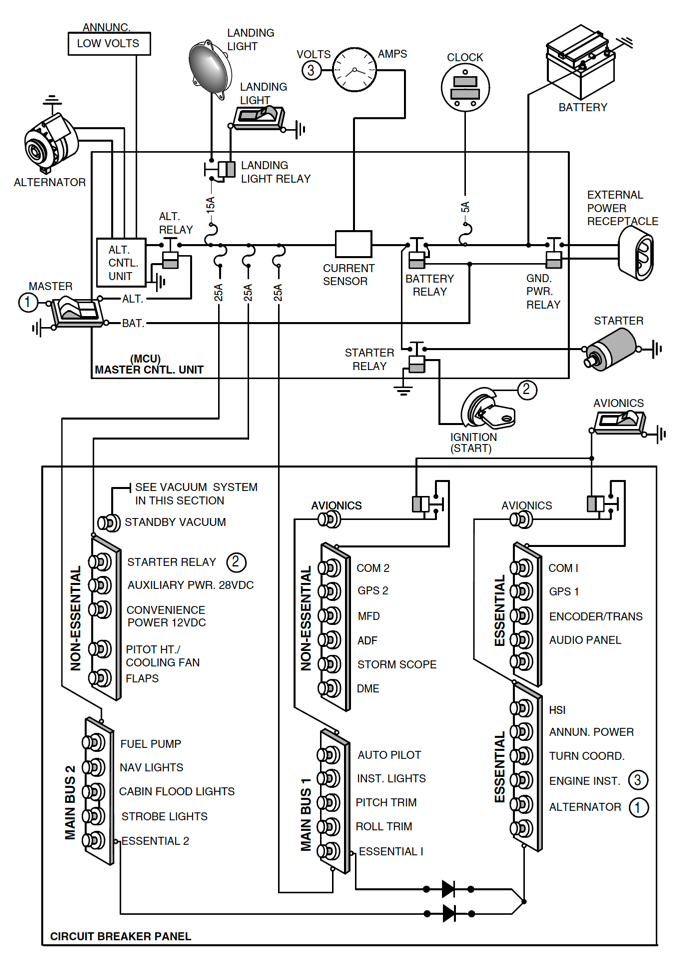 ANNUNC.
LOW VOLTS
LANDING
LIGHT
LANDING
LIGHT
VOLTS
3
AMPS
CLOCK
BATTERY
ALTERNATOR
LANDING
LIGHT RELAY
15A
5A
EXTERNAL
POWER
RECEPTACLE
ALT.
RELAY
ALT.
CNTL.
UNIT
CURRENT
SENSOR
BATTERY
RELAY
GND.
PWR.
RELAY
MASTER
1
ALT.
BAT.
25A
25A
25A
STARTER
(MCU)
MASTER CNTL. UNIT
STARTER
RELAY
2
IGNITION
(START)
AVIONICS
SEE VACUUM SYSTEM
IN THIS SECTION
STANDBY VACUUM
AVIONICS
AVIONICS
NON-ESSENTIAL
STARTER RELAY
2
AUXILIARY PWR. 28VDC
CONVENIENCE
POWER 12VDC
PITOT HT./
COOLING FAN
FLAPS
NON-ESSENTIAL
COM 2
GPS 2
MFD
ADF
STORM SCOPE
DME
ESSENTIAL
COM I
GPS 1
ENCODER/TRANS
AUDIO PANEL
MAIN BUS 2
FUEL PUMP
NAV LIGHTS
CABIN FLOOD LIGHTS
STROBE LIGHTS
ESSENTIAL 2
MAIN BUS 1
AUTO PILOT
INST. LIGHTS
PITCH TRIM
ROLL TRIM
ESSENTIAL I
ESSENTIAL
HSI
ANNUN. POWER
TURN COORD.
ENGINE INST.
3
ALTERNATOR
1
CIRCUIT BREAKER PANEL